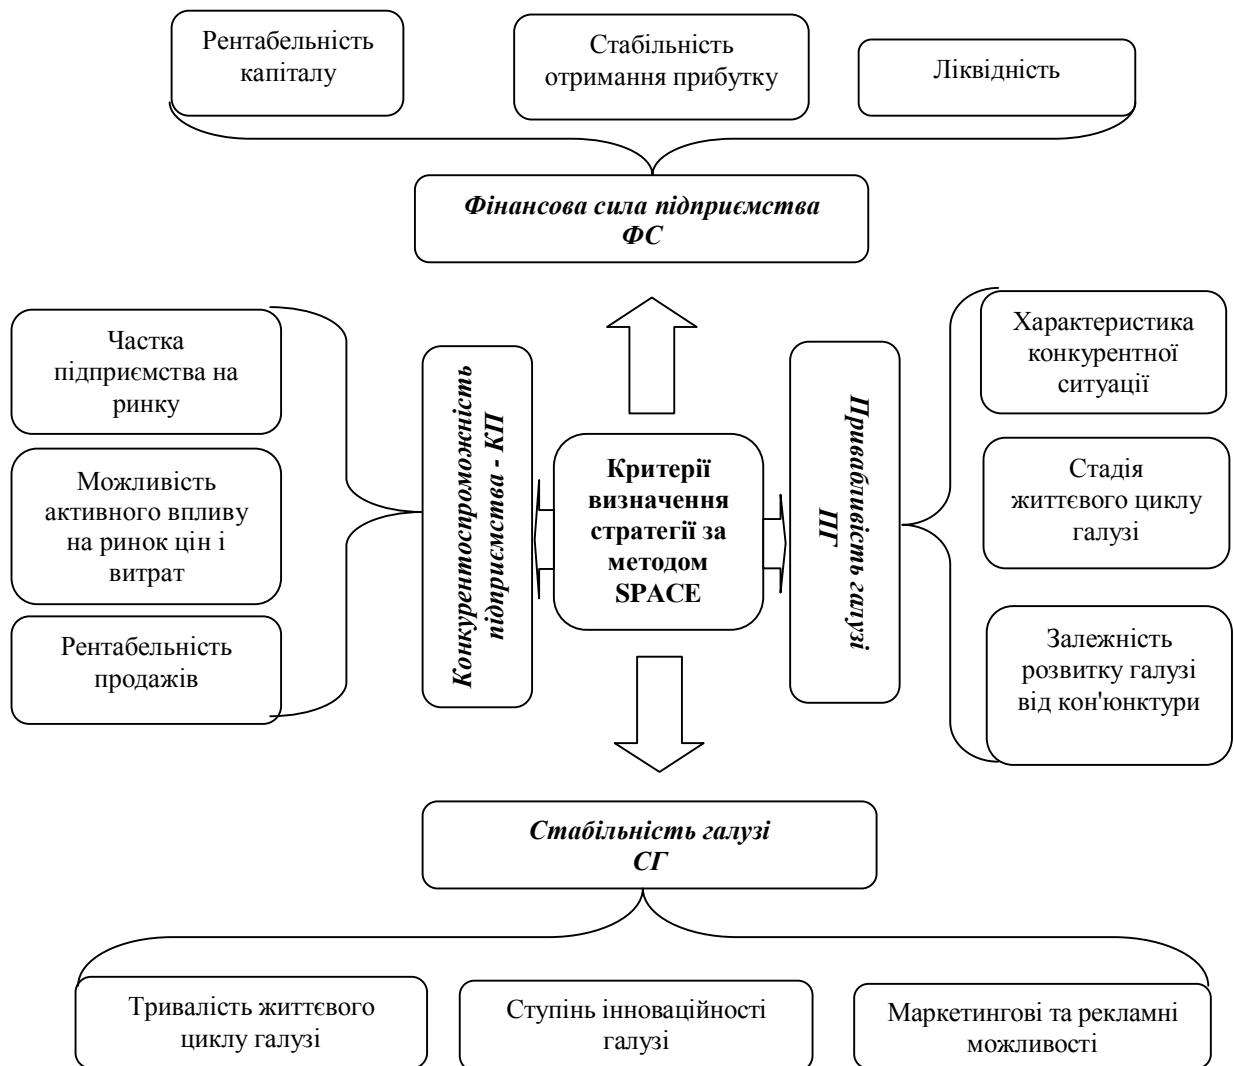 Рентабельність
капіталу
Стабільність
отримання прибутку
Ліквідність
Фінансова сила підприємства
ФС
Частка
підприємства на
ринку
Можливість
активного впливу
на ринок цін і
витрат
Рентабельність
продажів
Конкурентоспроможність
підприємства - КП
Критерії
визначення
стратегії за
методом
SPACE
Привабливість галузі
ПГ
Характеристика
конкурентної
ситуації
Стадія
життєвого циклу
галузі
Залежність
розвитку галузі
від кон'юнктури
Стабільність галузі
СГ
Тривалість життєвого
циклу галузі
Ступінь інноваційності
галузі
Маркетингові та рекламні
можливості